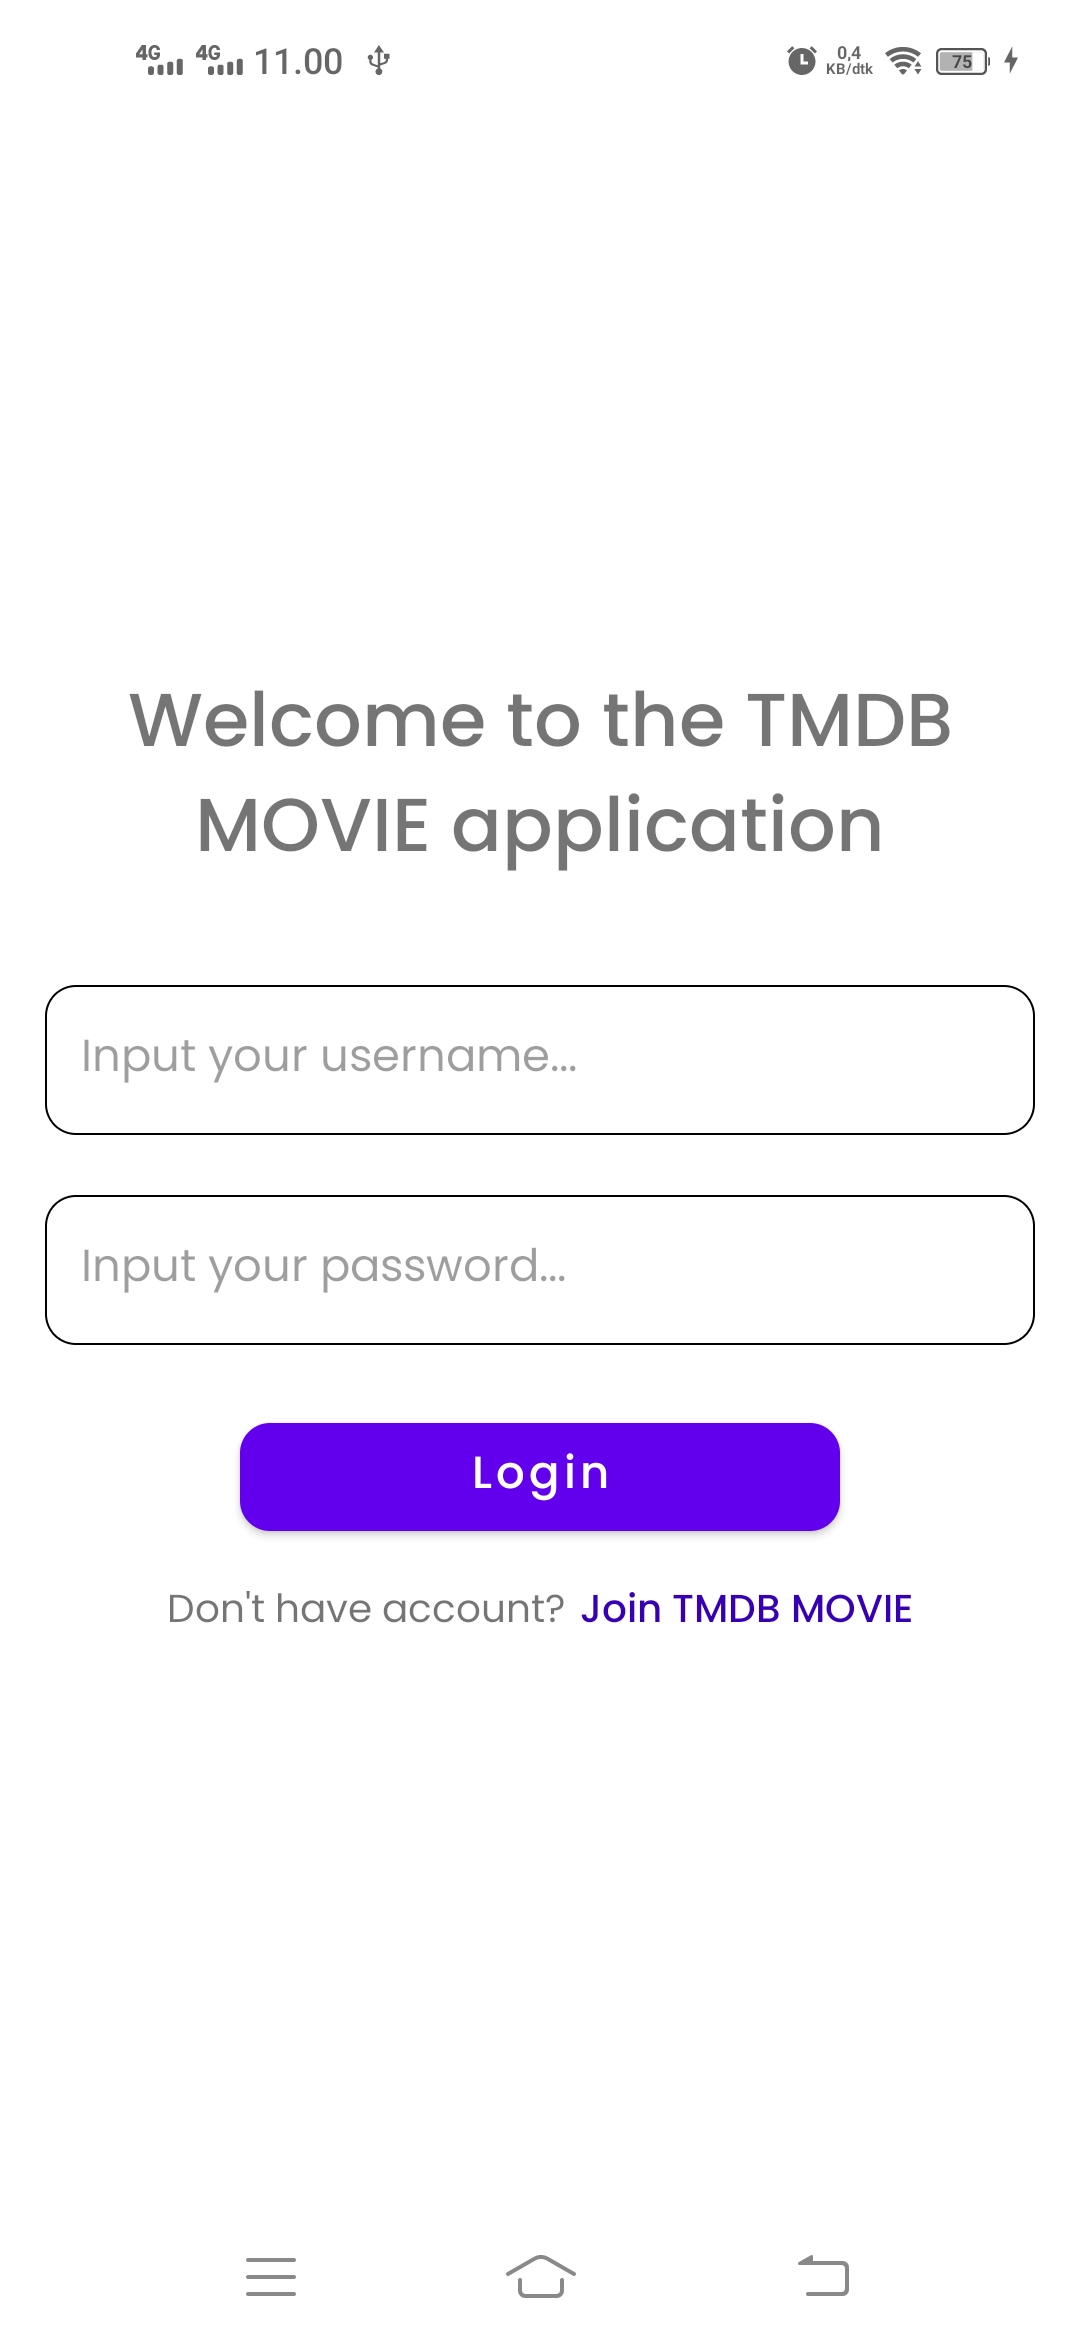 4G 4G 11.00
0,4
KB/dtk
75
Welcome to the TMDB
MOVIE application
Input your username...
Input your password...
Login
Don't have account? Join TMDB MOVIE